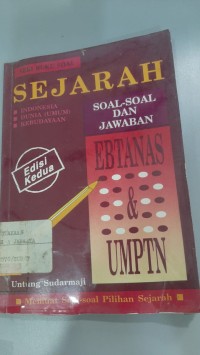 SEJARAH
INDONESIA
DUNIA (UMUM)
KEBUDAYAAN
SOAL-SOAL
DAN
JAWABAN
Edisi
Kedua
EBTANAS
&
UMPTN
Untung Sudarmaji
Soal Pilihan Sejarah